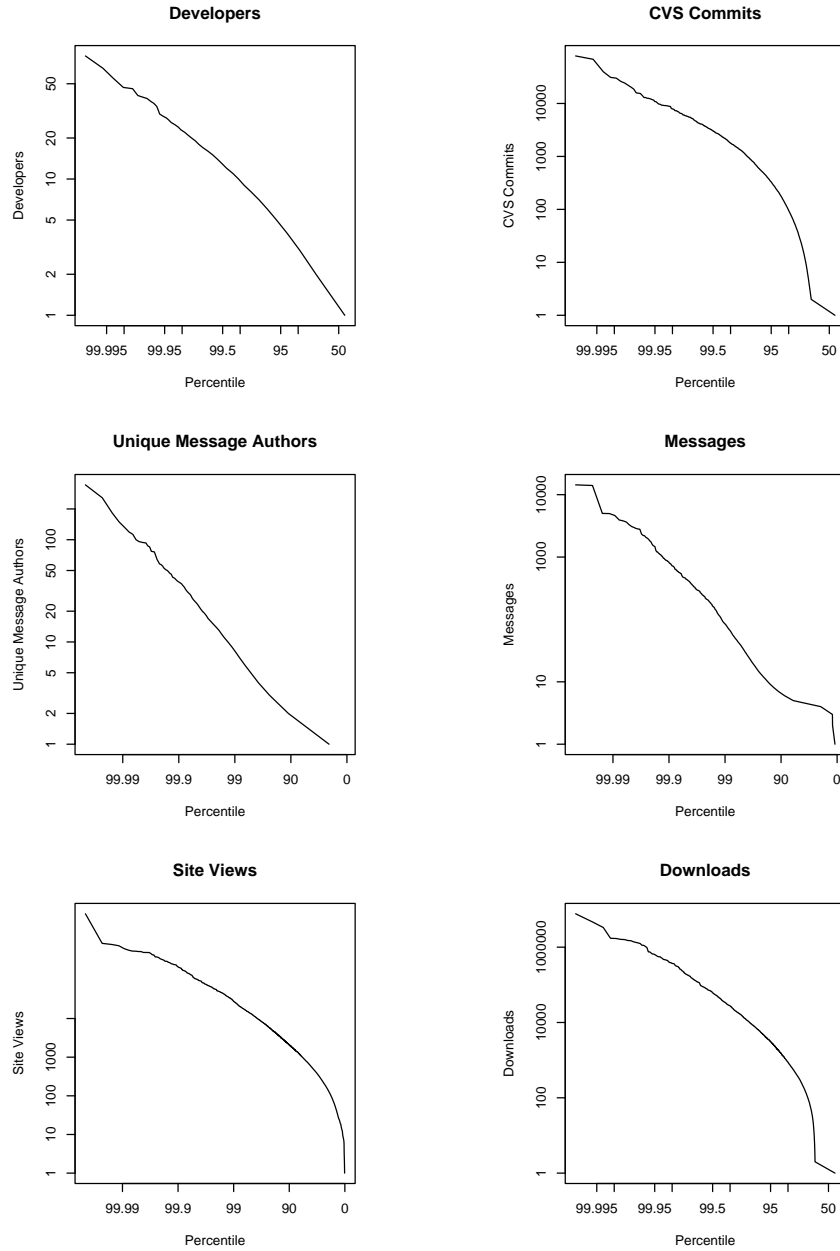 Developers
Developers
50
20
10
5
2
1
99.995 99.95 99.5 95 50
Percentile
CVS Commits
CVS Commits
10000
1000
100
10
1
99.995 99.95 99.5 95 50
Percentile
Unique Message Authors
Unique Message Authors
100
50
20
10
5
2
1
99.99 99.9 99 90 0
Percentile
Messages
Messages
10000
1000
10
1
99.99 99.9 99 90 0
Percentile
Site Views
Site Views
1000
100
10
1
99.99 99.9 99 90 0
Percentile
Downloads
Downloads
1000000
10000
100
1
99.995 99.95 99.5 95 50
Percentile